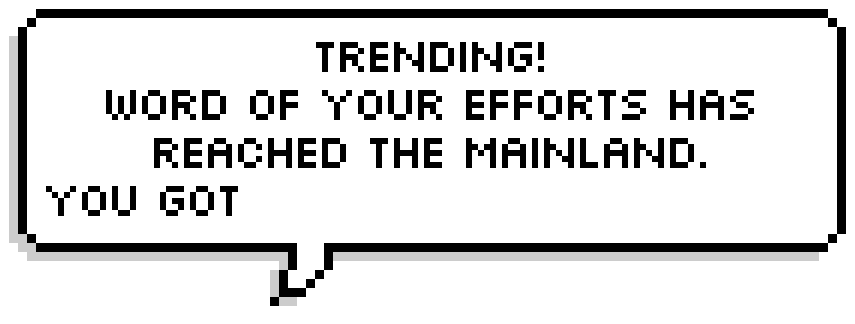 TRENDING!
WORD OF YOUR EFFORTS HAS
REACHED THE MAINLAND.
YOU GOT